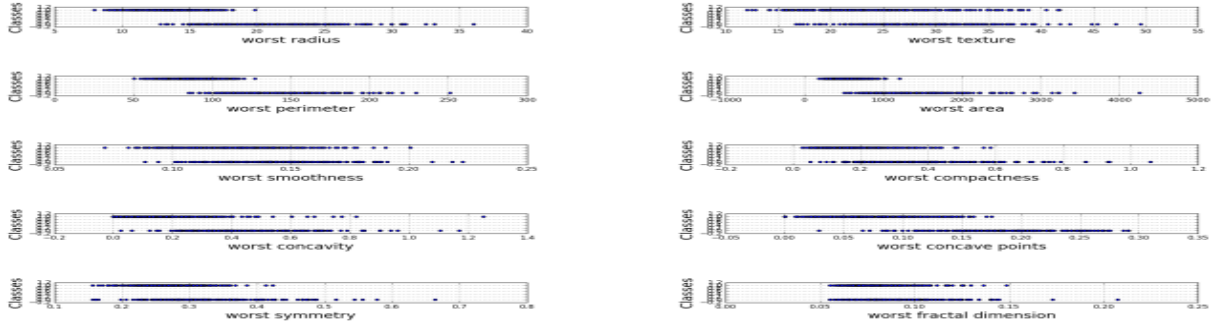 Classes
5 10 15 20 25 30 35 40
worst radius
Classes
10 15 20 25 30 35 40 45 50 55
worst texture
Classes
0 50 100 150 200 250 300
worst perimeter
Classes
−1000 0 1000 2000 3000 4000 5000
worst area
Classes
0.05 0.10 0.15 0.20 0.25
worst smoothness
Classes
−0.2 0.0 0.2 0.4 0.6 0.8 1.0 1.2
worst compactness
Classes
−0.2 0.0 0.2 0.4 0.6 0.8 1.0 1.2 1.4
worst concavity
Classes
−0.05 0.00 0.05 0.10 0.15 0.20 0.25 0.30 0.35
worst concave points
Classes
0.1 0.2 0.3 0.4 0.5 0.6 0.7 0.8
worst symmetry
Classes
0.00 0.05 0.10 0.15 0.20 0.25
worst fractal dimension